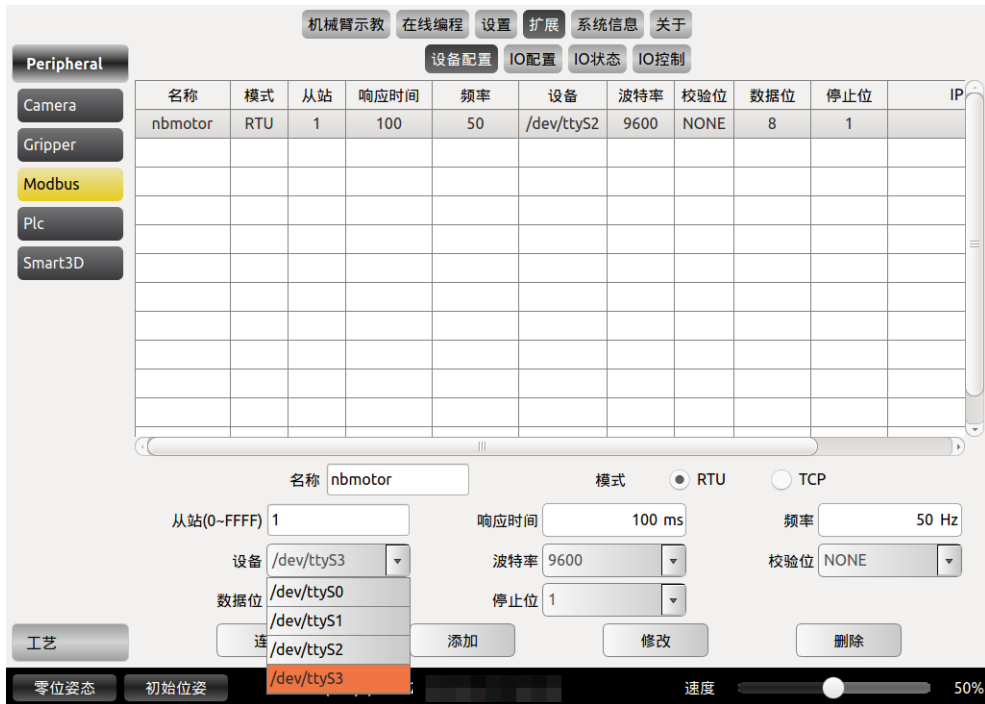 机械臂示教 在线编程 设置 扩展 系统信息 关于
Peripheral 设备配置 IO配置 IO状态 IO控制
Camera
Gripper
Modbus
Plc
Smart3D
名称 模式 从站 响应时间 频率 设备 波特率 校验位 数据位 停止位 IP
nbmotor RTU 1 100 50 /dev/ttyS2 9600 NONE 8 1
名称 nbmotor 模式 RTU TCP
从站(0~FFFF) 1 响应时间 100 ms 频率 50 Hz
设备 /dev/ttyS3 波特率 9600 校验位 NONE
数据位 /dev/ttyS0 停止位 1
/dev/ttyS1
/dev/ttyS2
/dev/ttyS3
工艺 添加 修改 删除
零位姿态 初始位姿 速度 50%